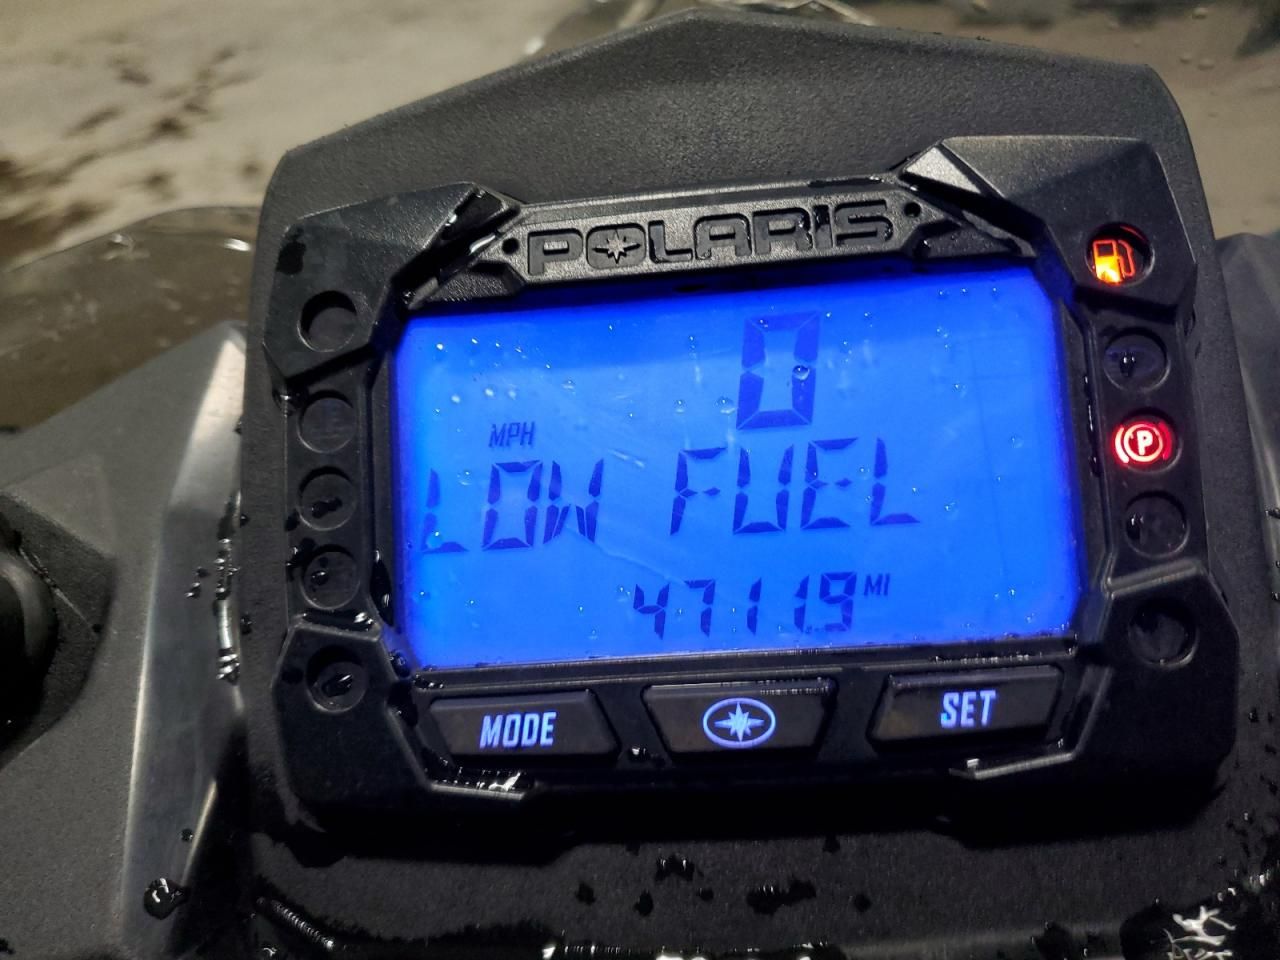 POLARIS
0
MPH
LOW FUEL
4711.9 MI
P
MODE
SET